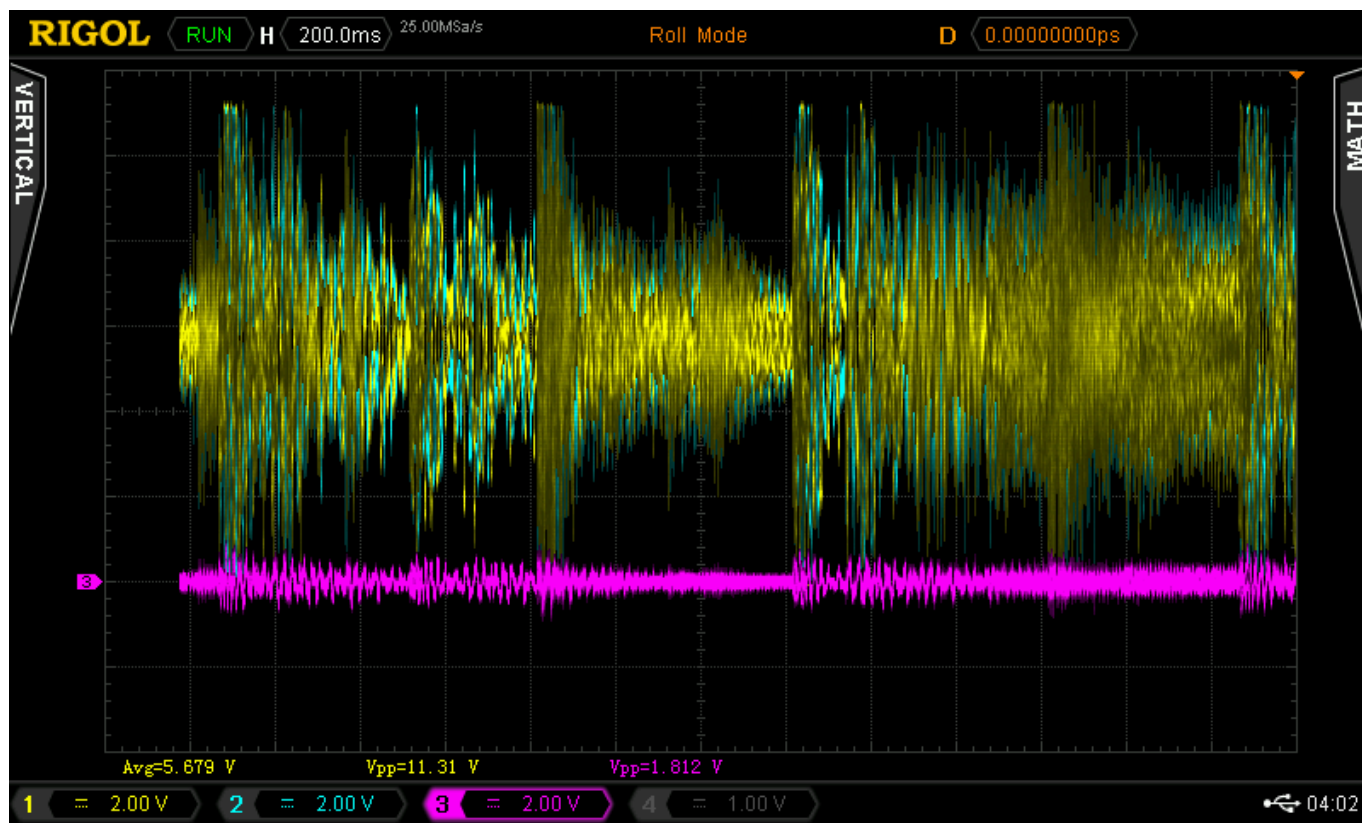 RIGOL RUN H 200.0ms 25.00MSa/s Roll Mode D 0.00000000ps
VERTICAL
MATH
3
Avg=5.679 V Vpp=11.31 V Vpp=1.812 V
1 = 2.00 V 2 = 2.00 V 3 = 2.00 V 4 = 1.00 V 04:02